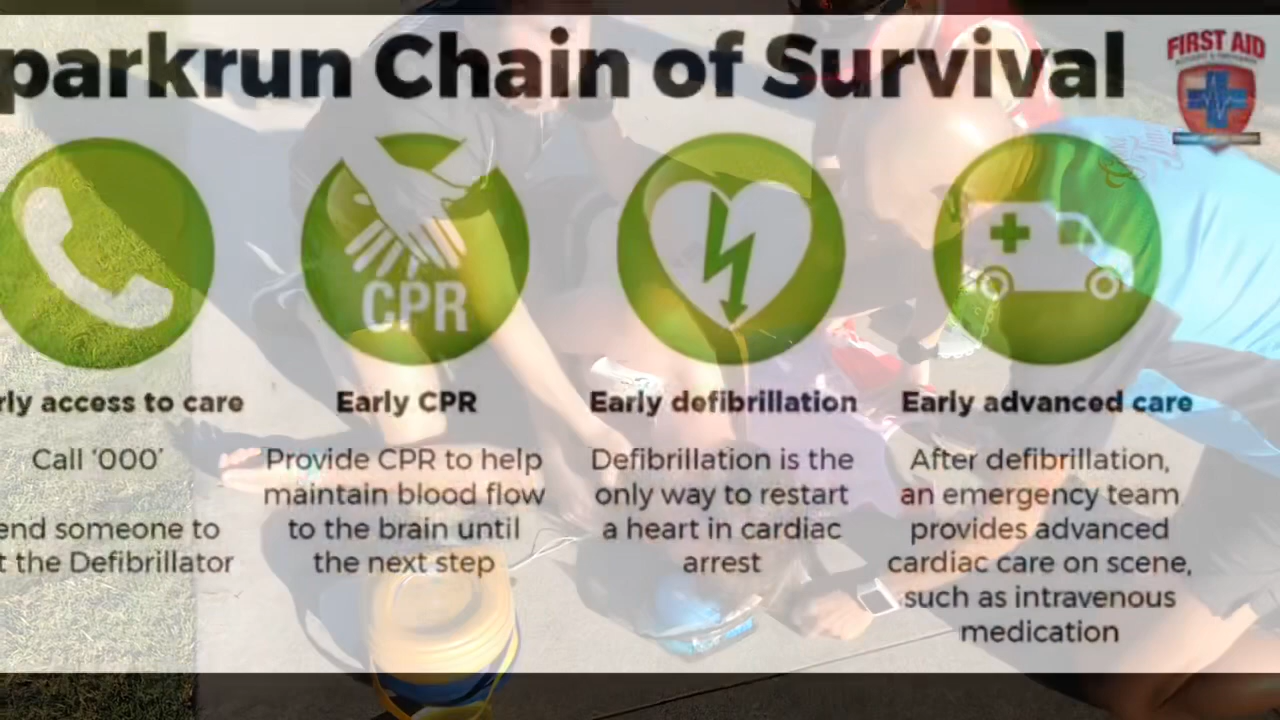 parkrun Chain of Survival
FIRST AID
CPR
rly access to care
Early CPR
Early defibrillation
Early advanced care
Call ‘000’
end someone to
t the Defibrillator
Provide CPR to help
maintain blood flow
to the brain until
the next step
Defibrillation is the
only way to restart
a heart in cardiac
arrest
After defibrillation,
an emergency team
provides advanced
cardiac care on scene,
such as intravenous
medication